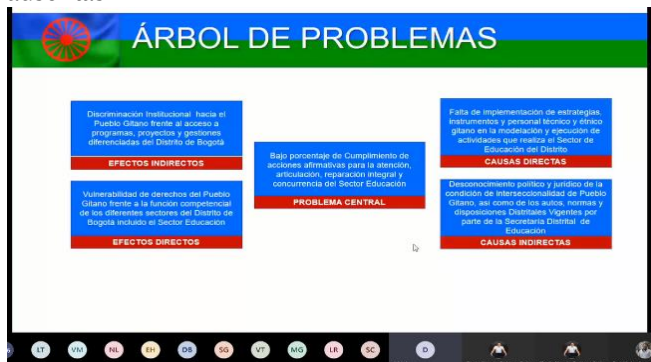 ÁRBOL DE PROBLEMAS
Discriminación Institucional hacia el
Pueblo Gitano frente al acceso a
programas, proyectos y gestiones
diferenciadas del Distrito de Bogotá
EFECTOS INDIRECTOS
Vulnerabilidad de derechos del Pueblo
Gitano frente a la función competencial
de los diferentes sectores del Distrito de
Bogotá incluido el Sector Educación
EFECTOS DIRECTOS
Bajo porcentaje de Cumplimiento de
acciones afirmativas para la atención,
articulación, reparación integral y
concurrencia del Sector Educación
PROBLEMA CENTRAL
Falta de implementación de estrategias,
instrumentos y personal técnico y étnico
gitano en la modelación y ejecución de
actividades que realiza el Sector de
Educación del Distrito
CAUSAS DIRECTAS
Desconocimiento político y jurídico de la
condición de Interseccionalidad de Pueblo
Gitano, así como de los autos, normas y
disposiciones Distritales Vigentes por
parte de la Secretaría Distrital de
Educación
CAUSAS INDIRECTAS
LT VM NL EH DB SG VT MG LR SC D